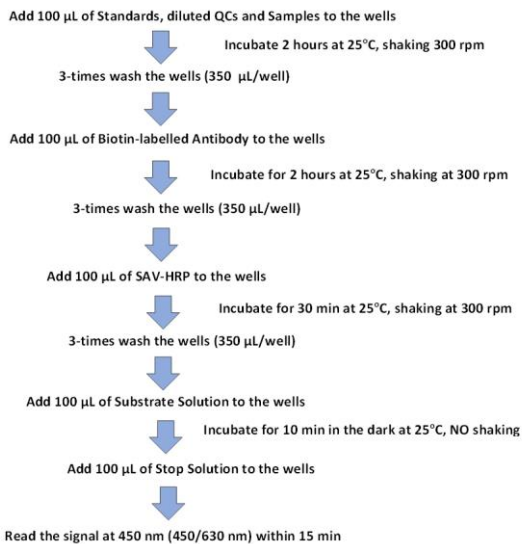 Add 100 µL of Standards, diluted QCs and Samples to the wells
Incubate 2 hours at 25°C, shaking 300 rpm
3-times wash the wells (350 µL/well)
Add 100 µL of Biotin-labelled Antibody to the wells
Incubate for 2 hours at 25°C, shaking at 300 rpm
3-times wash the wells (350 µL/well)
Add 100 µL of SAV-HRP to the wells
Incubate for 30 min at 25°C, shaking at 300 rpm
3-times wash the wells (350 µL/well)
Add 100 µL of Substrate Solution to the wells
Incubate for 10 min in the dark at 25°C, NO shaking
Add 100 µL of Stop Solution to the wells
Read the signal at 450 nm (450/630 nm) within 15 min